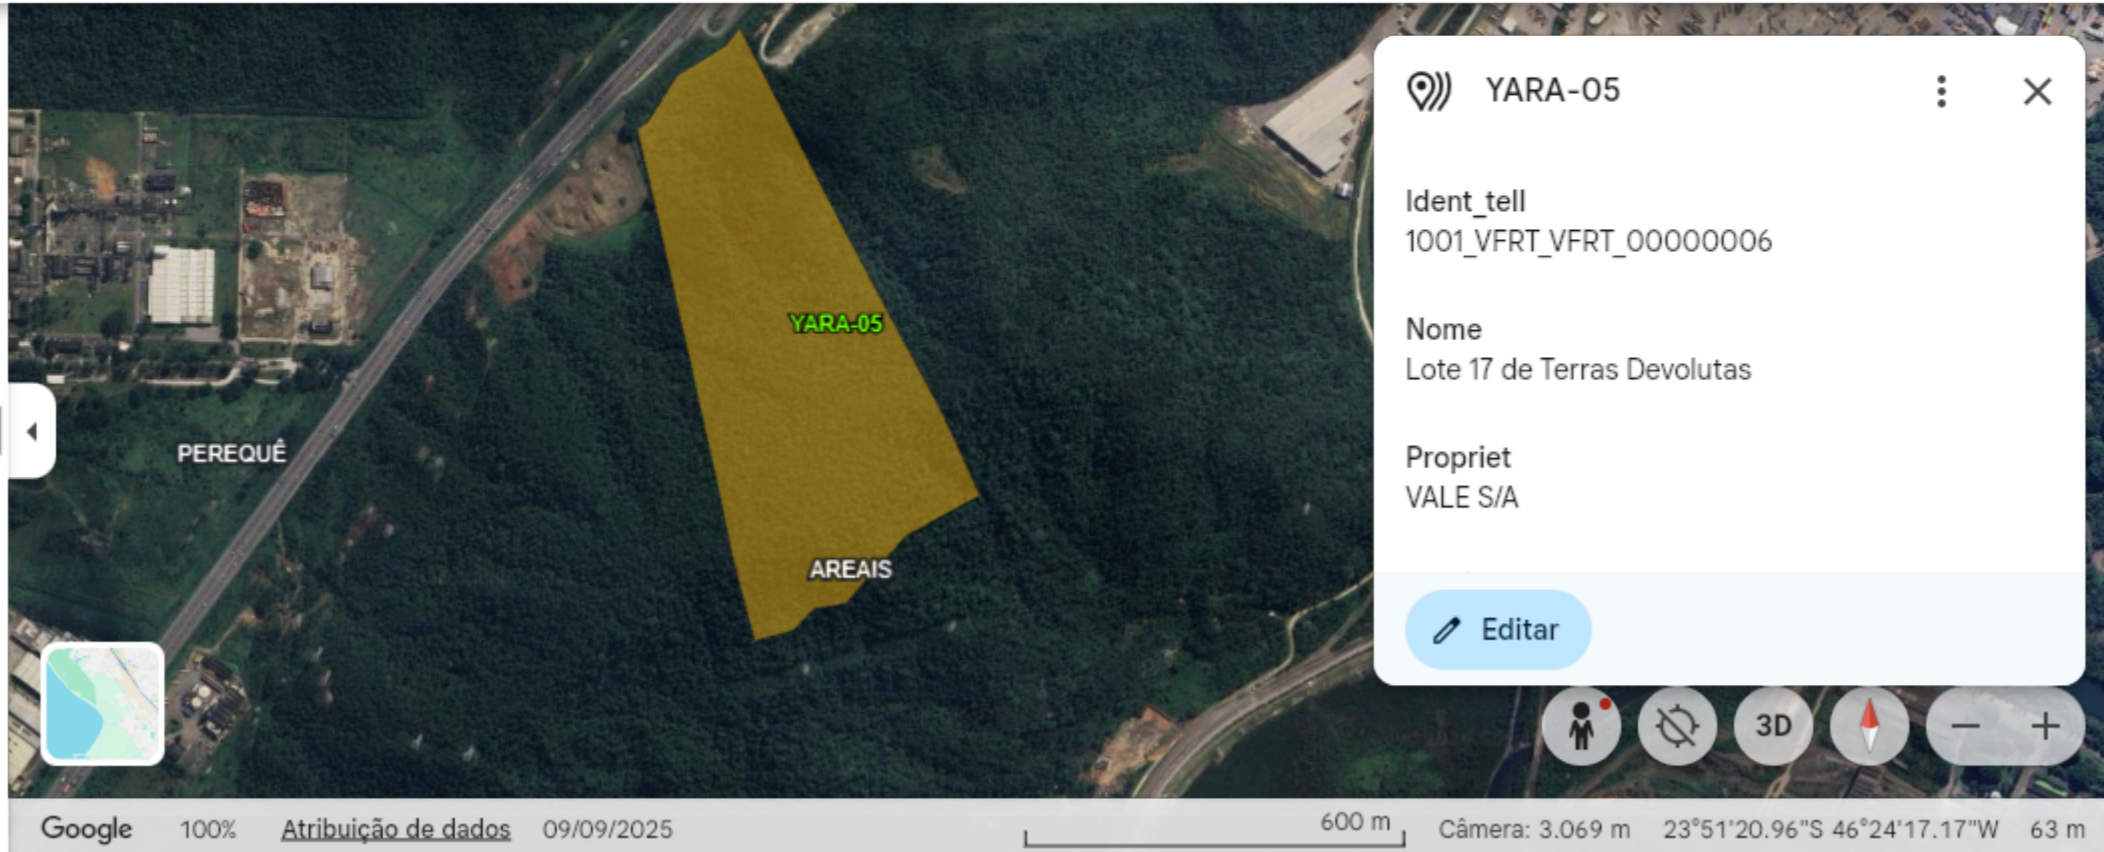 YARA-05
Ident_tell
1001_VFRT_VFRT_00000006
Nome
Lote 17 de Terras Devolutas
Propriet
VALE S/A
Editar
YARA-05
PEREQUÊ
AREAIS
3D
Google 100% Atribuição de dados 09/09/2025 600 m Câmera: 3.069 m 23°51'20.96"S 46°24'17.17"W 63 m